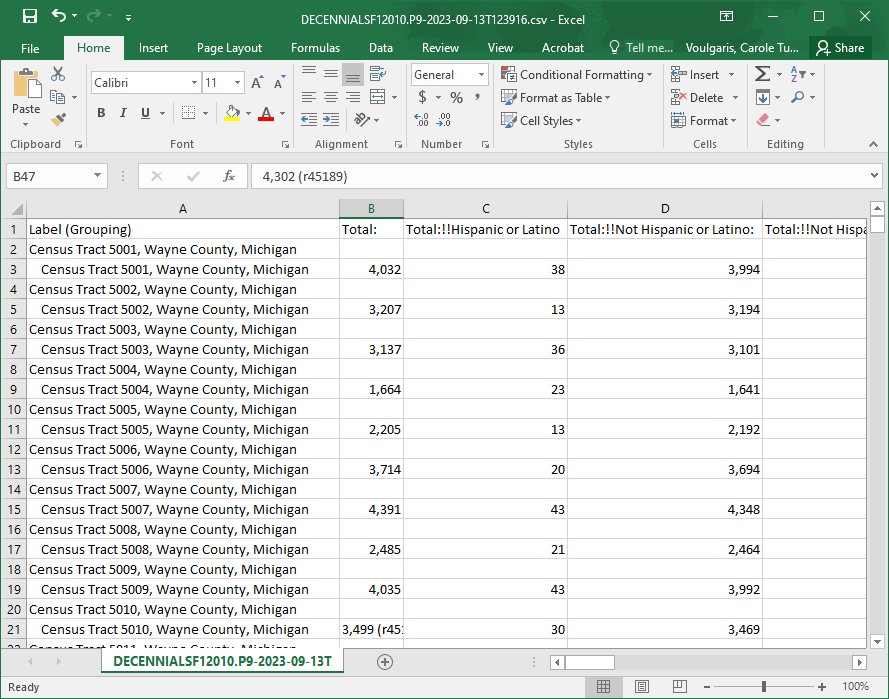 DECENNIALSF12010.P9-2023-09-13T123916.csv - Excel
File Home Insert Page Layout Formulas Data Review View Acrobat Tell me... Voulgaris, Carole Tu... Share
Paste
Calibri 11
B I U A
General
$ % ,
Conditional Formatting
Format as Table
Cell Styles
Insert
Delete
Format
Clipboard Font Alignment Number Styles Cells Editing
B47 fx 4,302 (r45189)
A B C D
1 Label (Grouping) Total: Total:!!Hispanic or Latino Total:!!Not Hispanic or Latino: Total:!!Not Hispa
2 Census Tract 5001, Wayne County, Michigan
3 Census Tract 5001, Wayne County, Michigan 4,032 38 3,994
4 Census Tract 5002, Wayne County, Michigan
5 Census Tract 5002, Wayne County, Michigan 3,207 13 3,194
6 Census Tract 5003, Wayne County, Michigan
7 Census Tract 5003, Wayne County, Michigan 3,137 36 3,101
8 Census Tract 5004, Wayne County, Michigan
9 Census Tract 5004, Wayne County, Michigan 1,664 23 1,641
10 Census Tract 5005, Wayne County, Michigan
11 Census Tract 5005, Wayne County, Michigan 2,205 13 2,192
12 Census Tract 5006, Wayne County, Michigan
13 Census Tract 5006, Wayne County, Michigan 3,714 20 3,694
14 Census Tract 5007, Wayne County, Michigan
15 Census Tract 5007, Wayne County, Michigan 4,391 43 4,348
16 Census Tract 5008, Wayne County, Michigan
17 Census Tract 5008, Wayne County, Michigan 2,485 21 2,464
18 Census Tract 5009, Wayne County, Michigan
19 Census Tract 5009, Wayne County, Michigan 4,035 43 3,992
20 Census Tract 5010, Wayne County, Michigan
21 Census Tract 5010, Wayne County, Michigan 3,499 (r45 30 3,469
22 Census Tract 5011, Wayne County, Michigan
DECENNIALSF12010.P9-2023-09-13T
Ready 100%